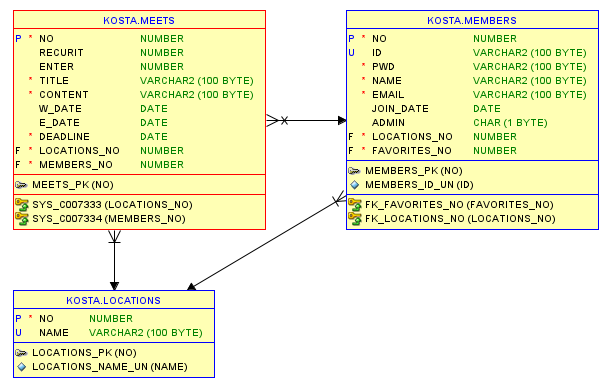 KOSTA.MEETS
P * NO NUMBER
RECURIT NUMBER
ENTER NUMBER
* TITLE VARCHAR2 (100 BYTE)
* CONTENT VARCHAR2 (100 BYTE)
W_DATE DATE
E_DATE DATE
* DEADLINE DATE
F * LOCATIONS_NO NUMBER
F * MEMBERS_NO NUMBER
MEETS_PK (NO)
SYS_C007333 (LOCATIONS_NO)
SYS_C007334 (MEMBERS_NO)
KOSTA.MEMBERS
P * NO NUMBER
U ID VARCHAR2 (100 BYTE)
* PWD VARCHAR2 (100 BYTE)
* NAME VARCHAR2 (100 BYTE)
* EMAIL VARCHAR2 (100 BYTE)
JOIN_DATE DATE
ADMIN CHAR (1 BYTE)
F * LOCATIONS_NO NUMBER
F * FAVORITES_NO NUMBER
MEMBERS_PK (NO)
MEMBERS_ID_UN (ID)
FK_FAVORITES_NO (FAVORITES_NO)
FK_LOCATIONS_NO (LOCATIONS_NO)
KOSTA.LOCATIONS
P * NO NUMBER
U NAME VARCHAR2 (100 BYTE)
LOCATIONS_PK (NO)
LOCATIONS_NAME_UN (NAME)